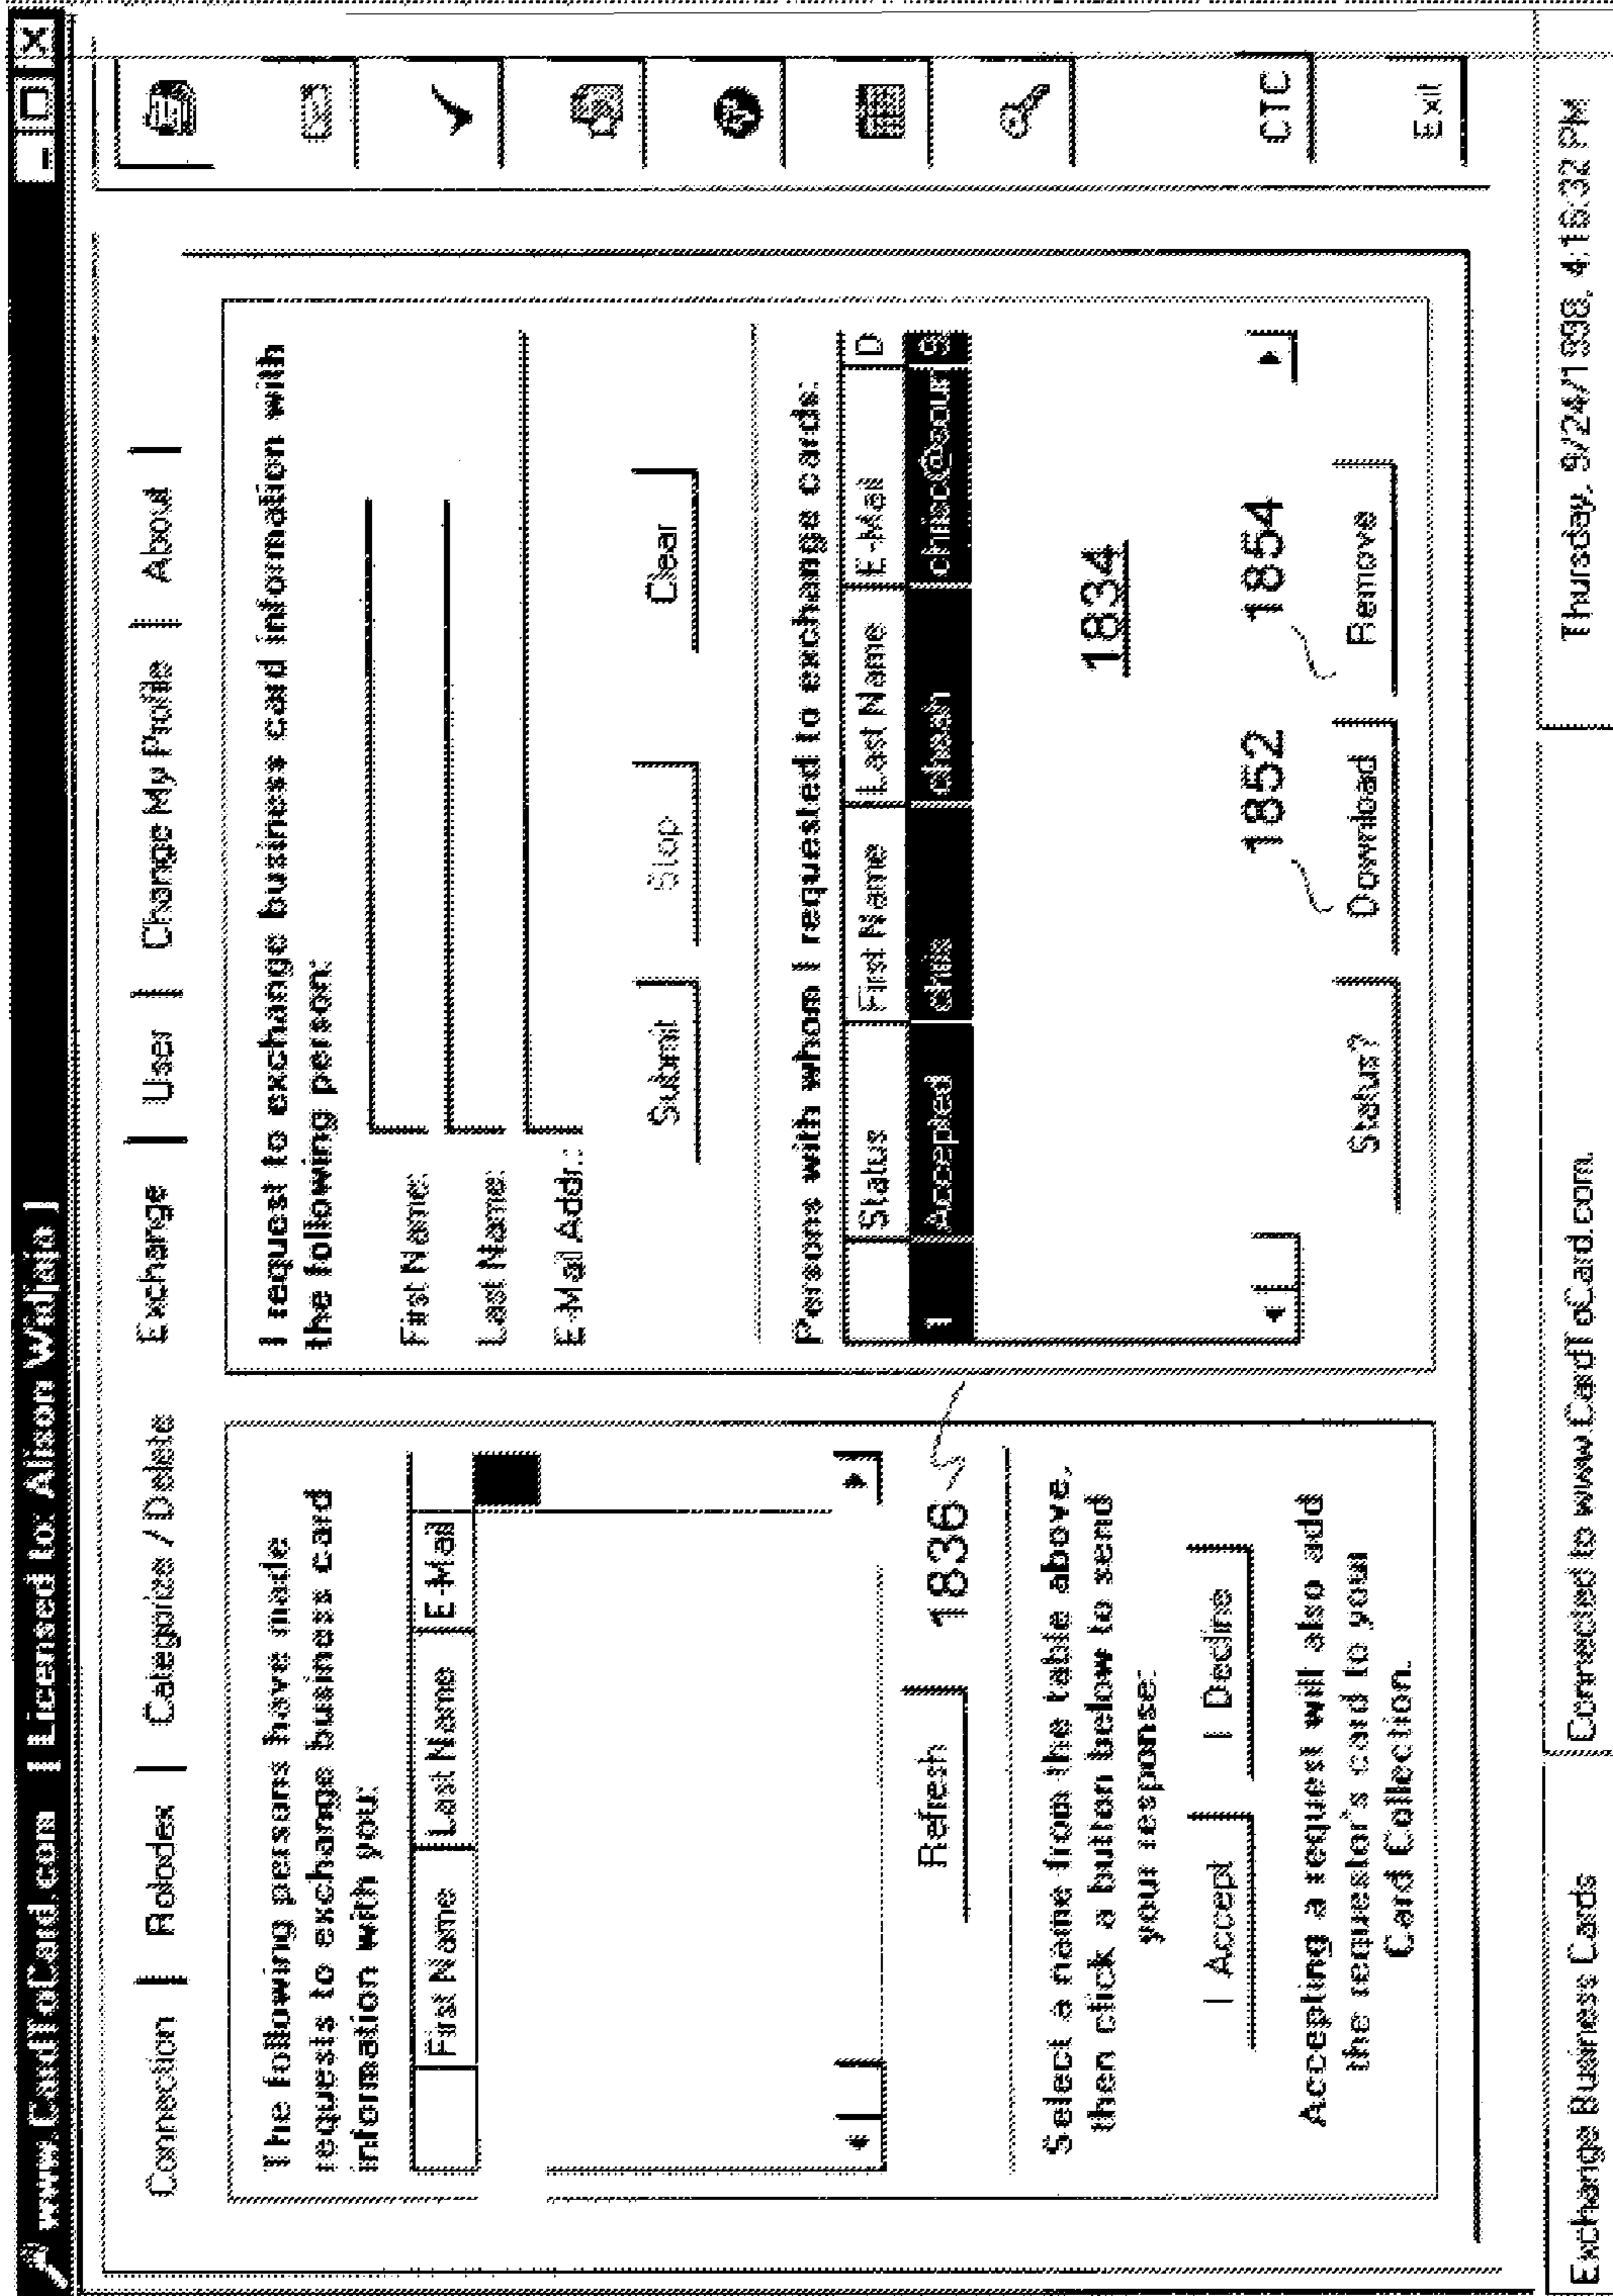 www.CardToCard.com [ Licensed to: Alison Waljata ]
Connection | Rolodex | Categories / Delete Exchange | User | Change My Profile | About |
The following persons have made
requests to exchange business card
information with you:
First Name Last Name E-Mail
Refresh
1836
Select a name from the table above,
then click a button below to send
your response:
I Accept I Decline
Accepting a request will also add
the requestor's card to your
Card Collection.
I request to exchange business card information with
the following person:
First Name:
Last Name:
E-Mail Addr.:
Submit Stop Clear
Persons with whom I requested to exchange cards:
Status First Name Last Name E-Mail D
1 Accepted chris cheah chrisc@sour 9
1834
1852 1854
Status? Download Remove
CTC
Exit
Exchange Business Cards Connected to www.CardToCard.com. Thursday, 9/24/1998, 4:16:32 PM